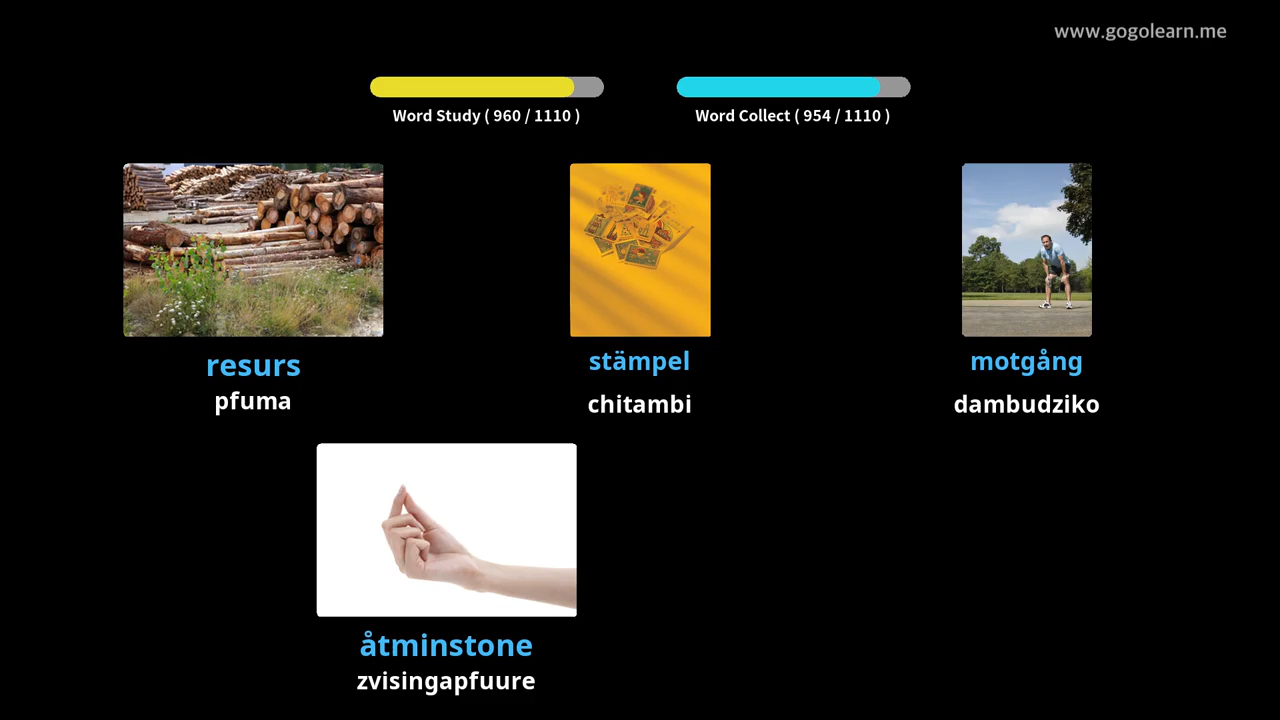 www.gogolearn.me
Word Study ( 960 / 1110 )
Word Collect ( 954 / 1110 )
resurs
pfuma
stämpel
chitambi
motgång
dambudziko
åtminstone
zvisingapfuure